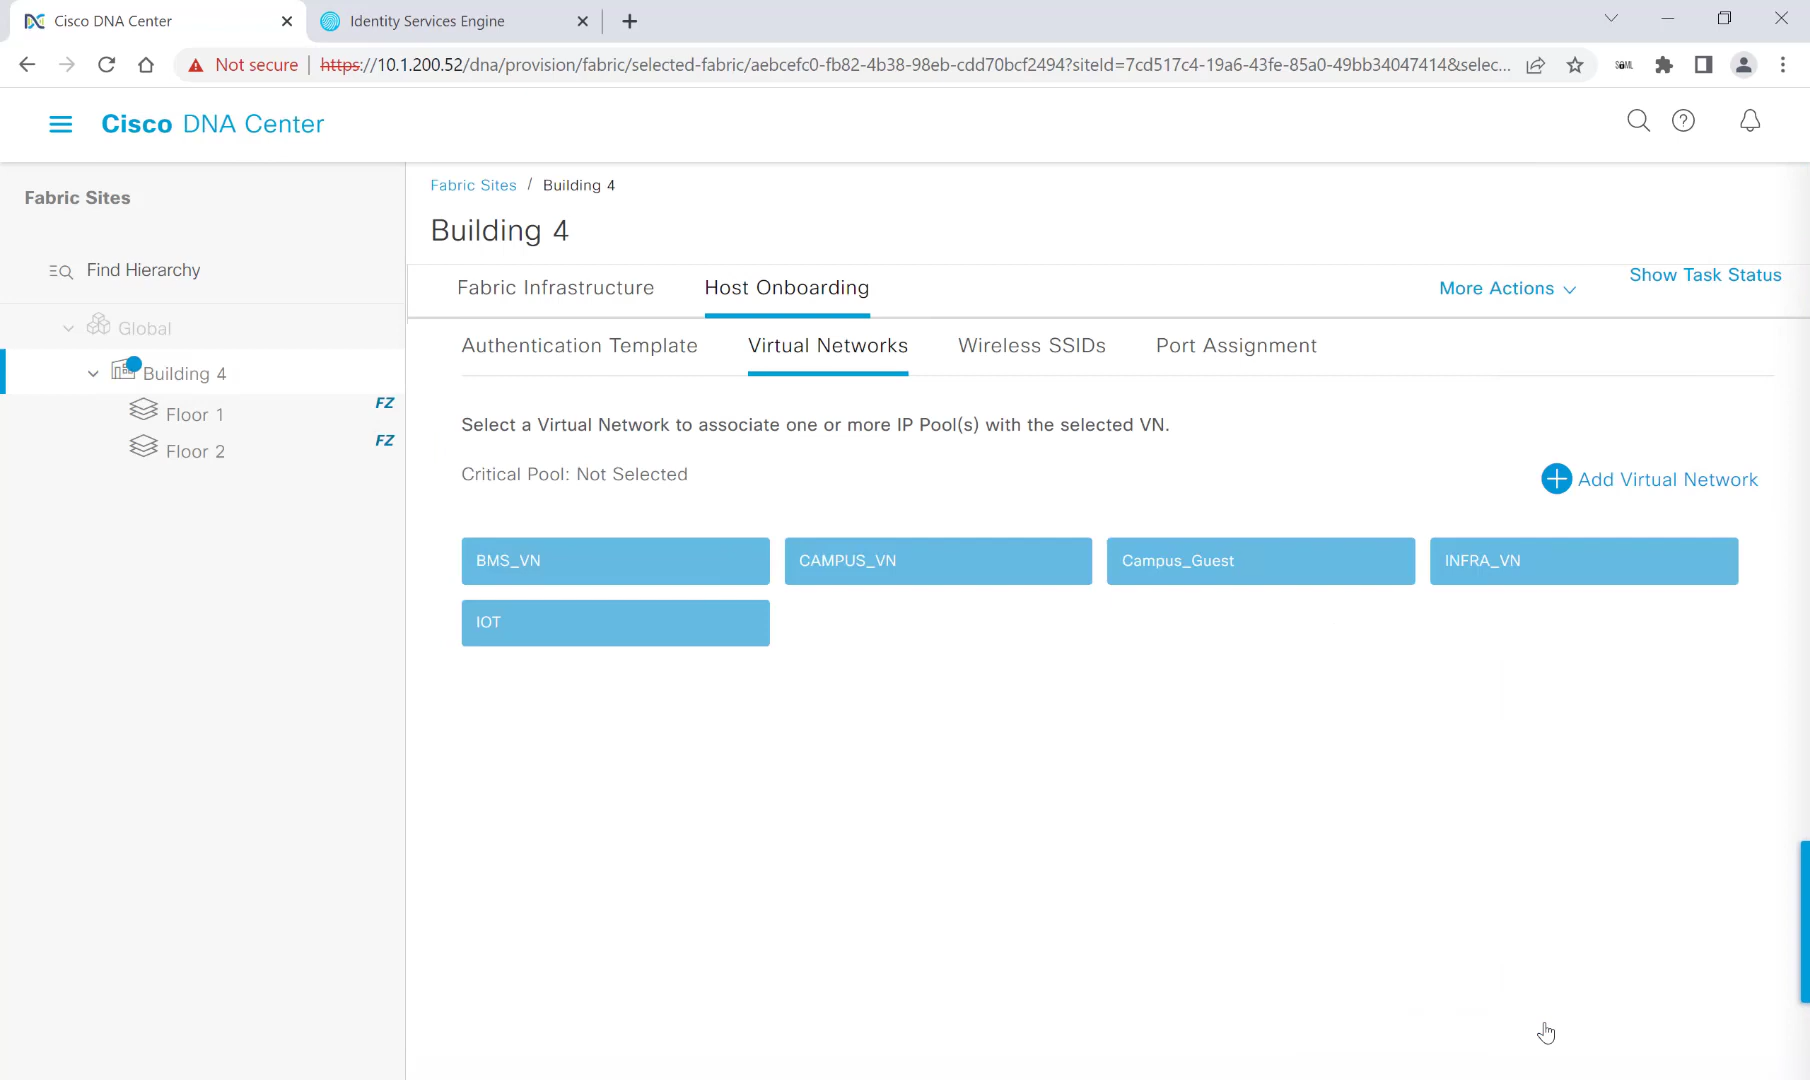 Cisco DNA Center
Identity Services Engine
Not secure | https://10.1.200.52/dna/provision/fabric/selected-fabric/aebcefc0-fb82-4b38-98eb-cdd70bcf2494?siteId=7cd517c4-19a6-43fe-85a0-49bb34047414&selec...
SAML
Cisco DNA Center
Fabric Sites
Find Hierarchy
Global
Building 4
Floor 1 FZ
Floor 2 FZ
Fabric Sites / Building 4
Building 4
Fabric Infrastructure Host Onboarding More Actions Show Task Status
Authentication Template Virtual Networks Wireless SSIDs Port Assignment
Select a Virtual Network to associate one or more IP Pool(s) with the selected VN.
Critical Pool: Not Selected
Add Virtual Network
BMS_VN CAMPUS_VN Campus_Guest INFRA_VN
IOT